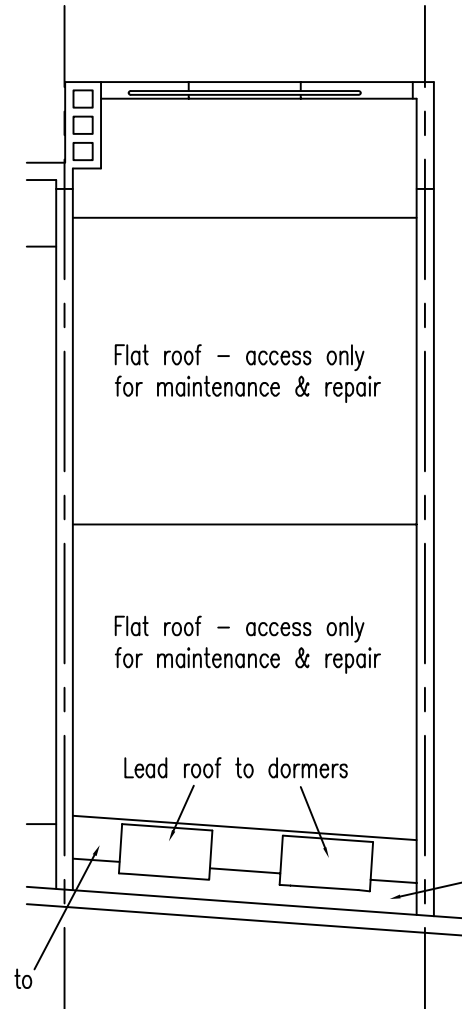 Flat roof – access only
for maintenance & repair
Flat roof – access only
for maintenance & repair
Lead roof to dormers
to